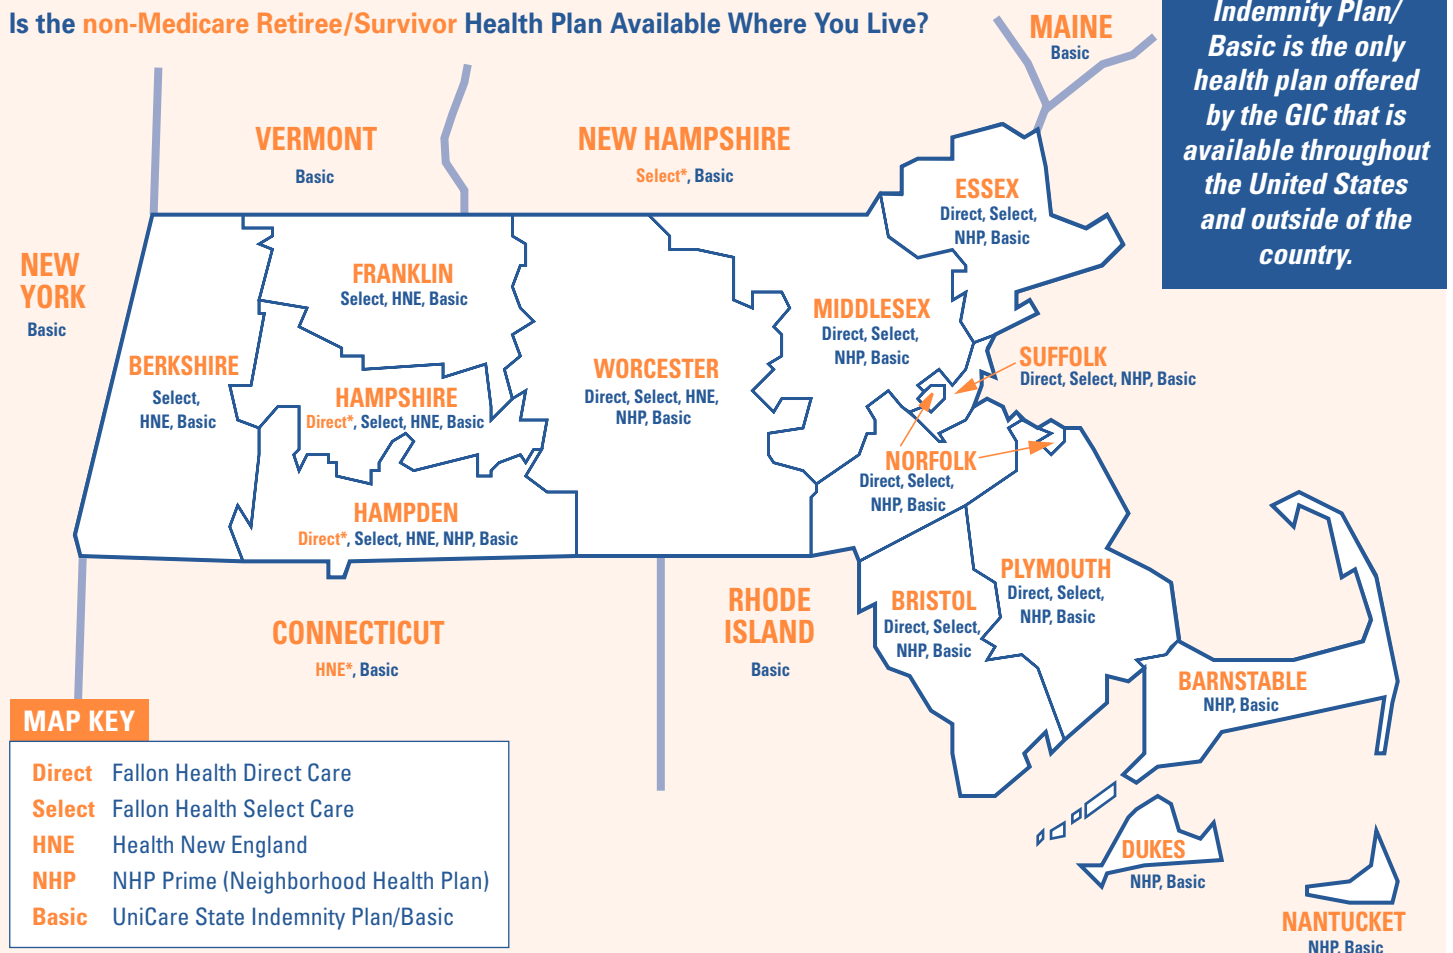 Is the non-Medicare Retiree/Survivor Health Plan Available Where You Live?
Indemnity Plan/
Basic is the only
health plan offered
by the GIC that is
available throughout
the United States
and outside of the
country.
MAINE
Basic
VERMONT
Basic
NEW HAMPSHIRE
Select*, Basic
ESSEX
Direct, Select,
NHP, Basic
NEW
YORK
Basic
FRANKLIN
Select, HNE, Basic
MIDDLESEX
Direct, Select,
NHP, Basic
BERKSHIRE
Select,
HNE, Basic
WORCESTER
Direct, Select, HNE,
NHP, Basic
SUFFOLK
Direct, Select, NHP, Basic
HAMPSHIRE
Direct*, Select, HNE, Basic
NORFOLK
Direct, Select,
NHP, Basic
HAMPDEN
Direct*, Select, HNE, NHP, Basic
PLYMOUTH
Direct, Select,
NHP, Basic
BRISTOL
Direct, Select,
NHP, Basic
RHODE
ISLAND
Basic
CONNECTICUT
HNE*, Basic
BARNSTABLE
NHP, Basic
DUKES
NHP, Basic
NANTUCKET
NHP, Basic
MAP KEY
Direct Fallon Health Direct Care
Select Fallon Health Select Care
HNE Health New England
NHP NHP Prime (Neighborhood Health Plan)
Basic UniCare State Indemnity Plan/Basic